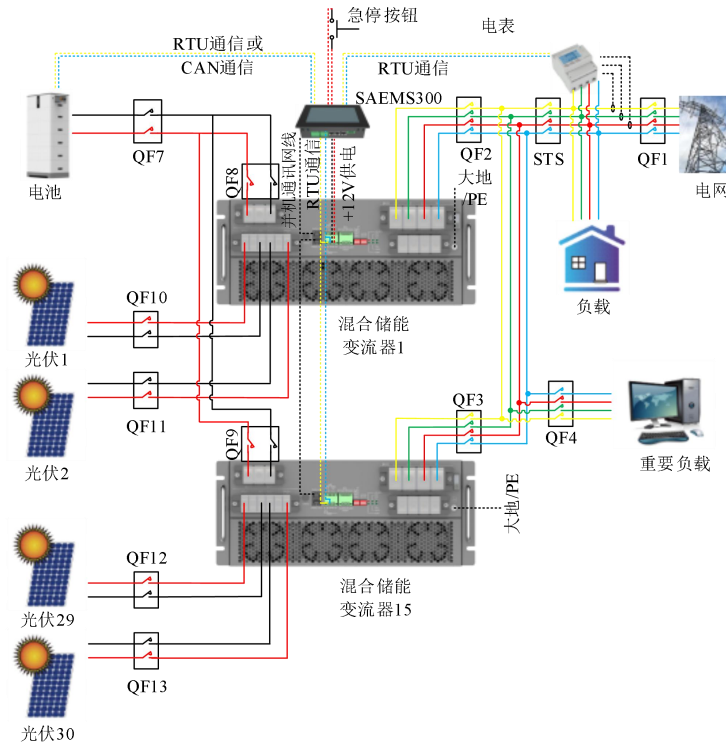 急停按钮
电表
RTU通信或
CAN通信
RTU通信
SAEMS300
QF7
QF2
STS
QF1
电池
QF8
并机通讯网线
RTU通信
+12V供电
大地
/PE
电网
QF10
光伏1
混合储能
变流器1
负载
QF11
光伏2
QF9
QF3
QF4
重要负载
大地/PE
QF12
光伏29
混合储能
变流器15
QF13
光伏30